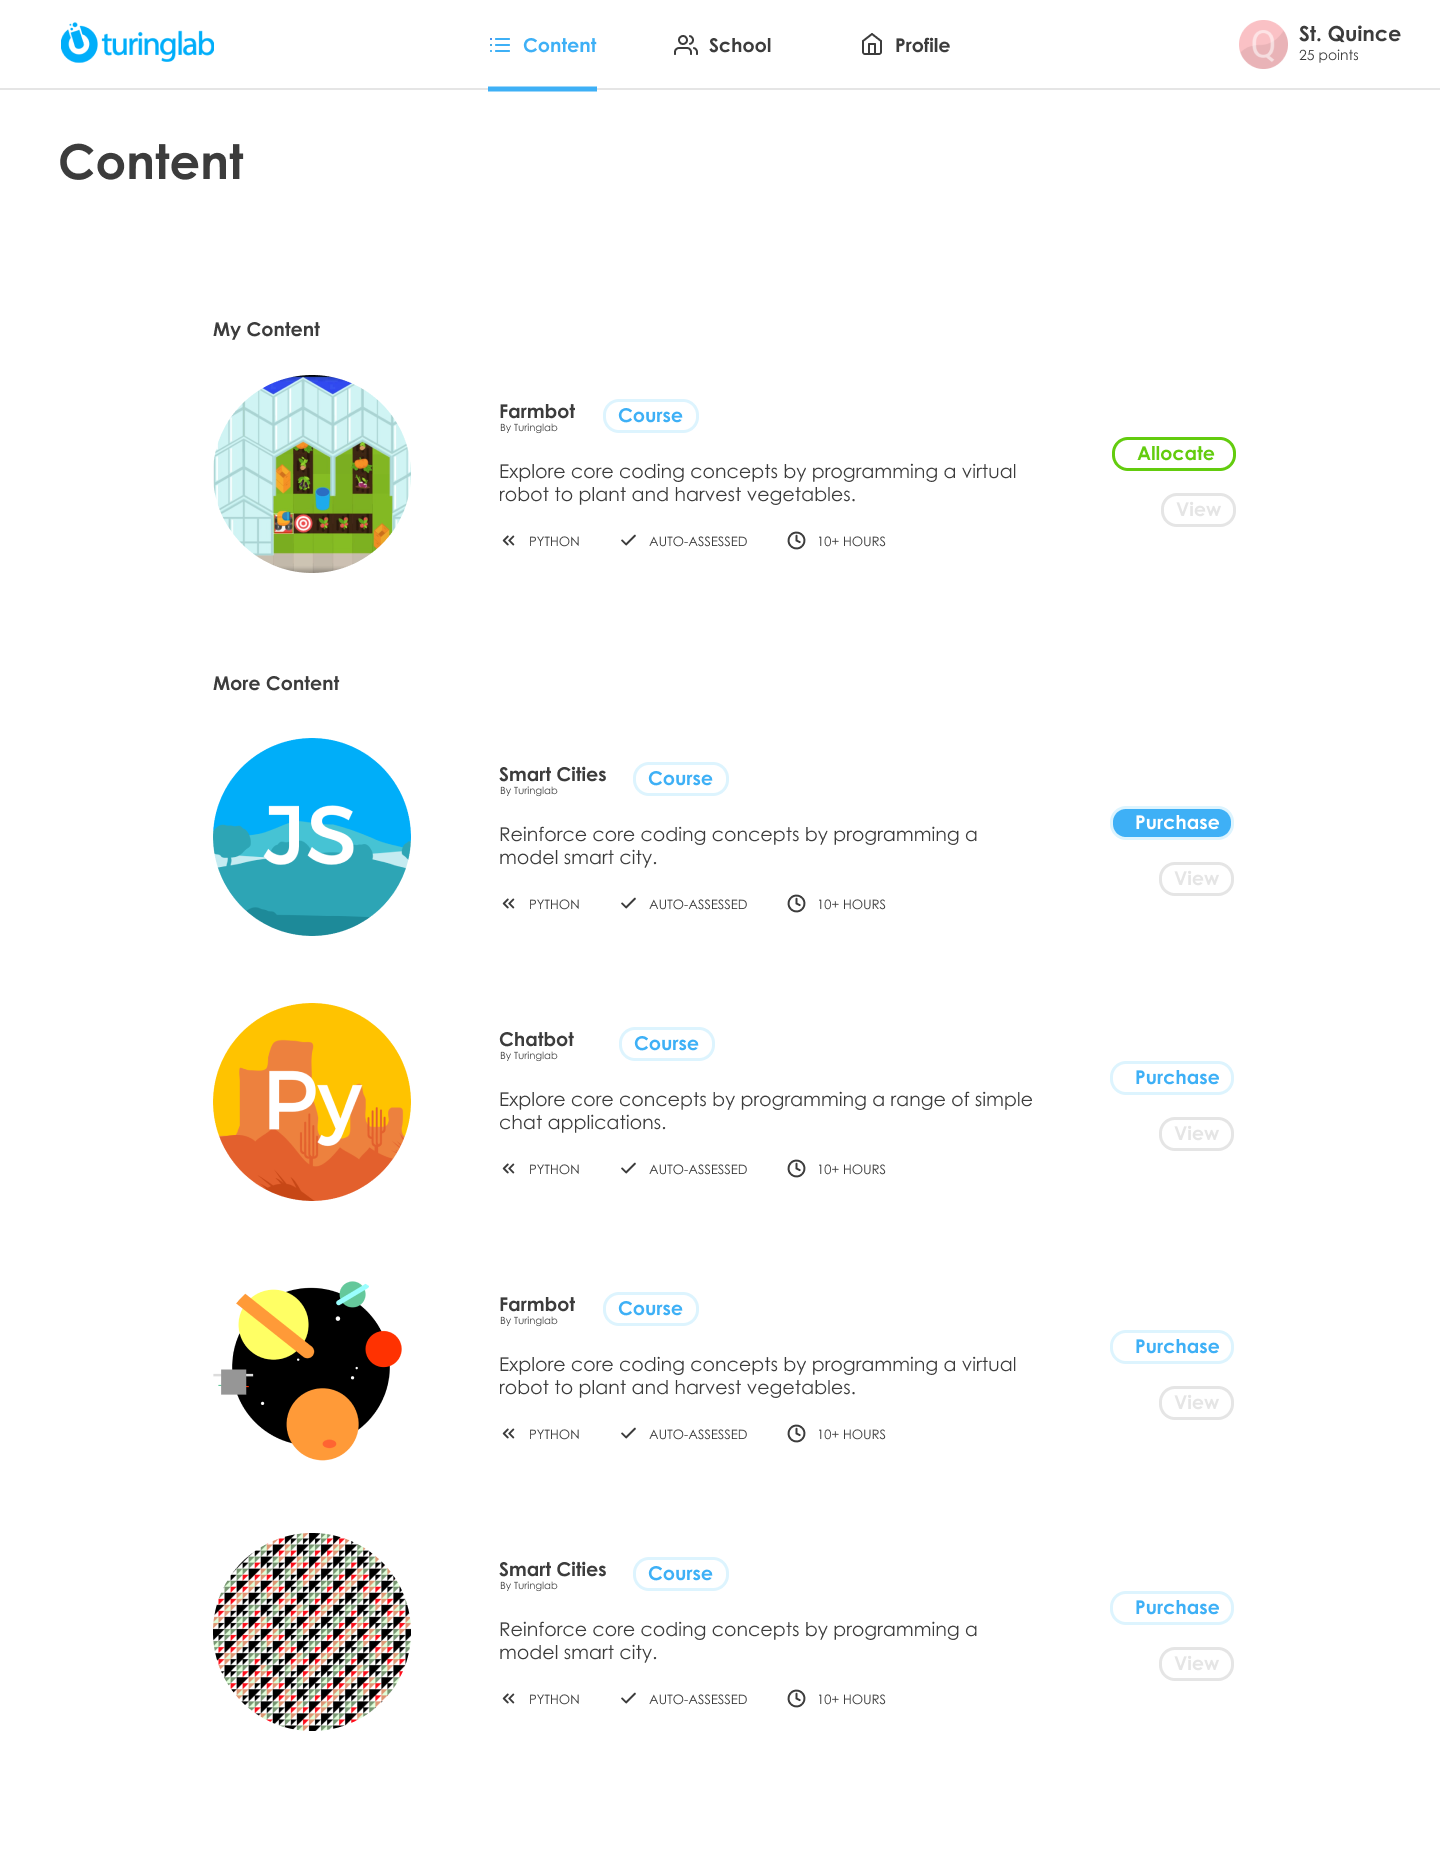 turinglab
Content
School
Profile
Q
St. Quince
25 points
Content
My Content
Farmbot
Course
By Turinglab
Explore core coding concepts by programming a virtual
robot to plant and harvest vegetables.
PYTHON
AUTO-ASSESSED
10+ HOURS
Allocate
View
More Content
JS
Smart Cities
Course
By Turinglab
Reinforce core coding concepts by programming a
model smart city.
PYTHON
AUTO-ASSESSED
10+ HOURS
Purchase
View
Py
Chatbot
Course
By Turinglab
Explore core concepts by programming a range of simple
chat applications.
PYTHON
AUTO-ASSESSED
10+ HOURS
Purchase
View
Farmbot
Course
By Turinglab
Explore core coding concepts by programming a virtual
robot to plant and harvest vegetables.
PYTHON
AUTO-ASSESSED
10+ HOURS
Purchase
View
Smart Cities
Course
By Turinglab
Reinforce core coding concepts by programming a
model smart city.
PYTHON
AUTO-ASSESSED
10+ HOURS
Purchase
View